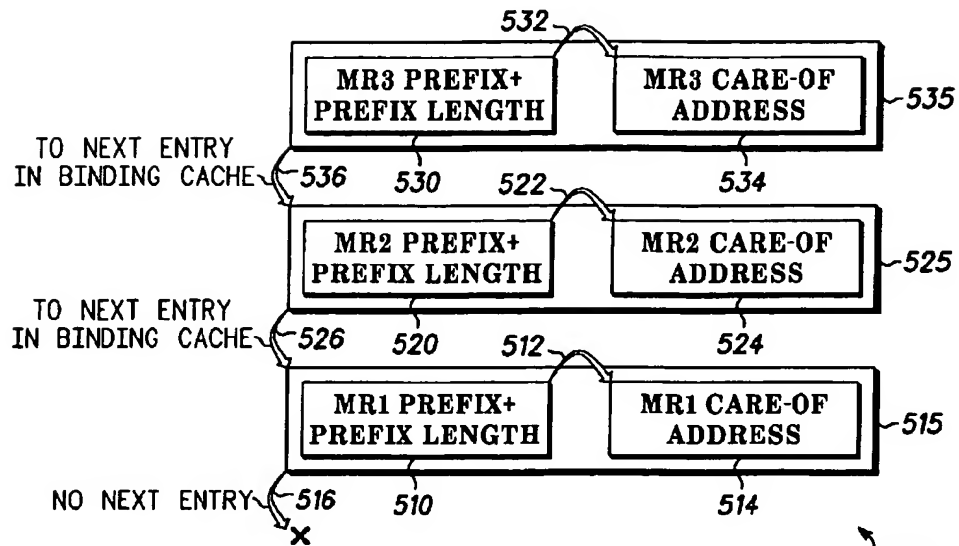 532
MR3 PREFIX+
PREFIX LENGTH
MR3 CARE-OF
ADDRESS
535
TO NEXT ENTRY
IN BINDING CACHE
536
530
522
534
MR2 PREFIX+
PREFIX LENGTH
MR2 CARE-OF
ADDRESS
525
TO NEXT ENTRY
IN BINDING CACHE
526
520
512
524
MR1 PREFIX+
PREFIX LENGTH
MR1 CARE-OF
ADDRESS
515
NO NEXT ENTRY
516
510
514